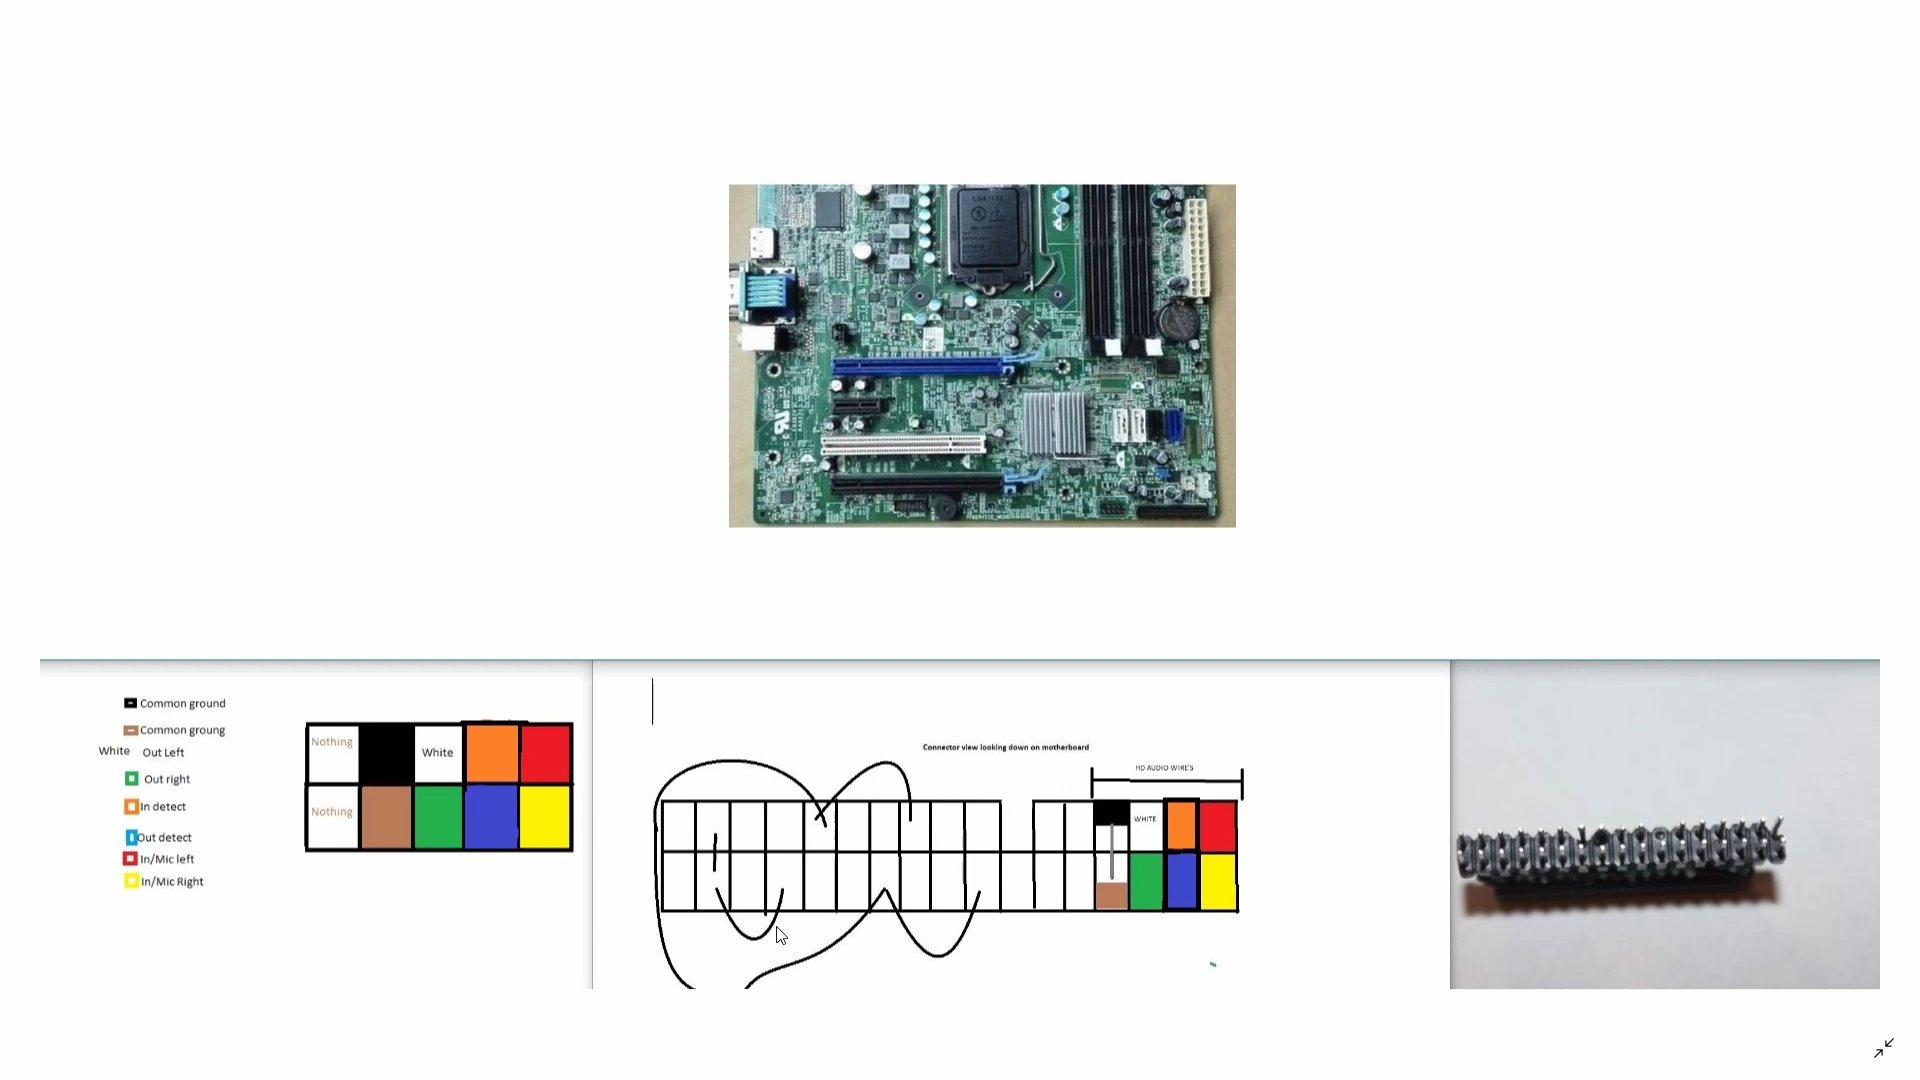 LGA1155
Common ground
Common groung
White Out Left
Out right
In detect
Out detect
In/Mic left
In/Mic Right
Nothing
White
Nothing
Connector view looking down on motherboard
HD AUDIO WIRE'S
WHITE